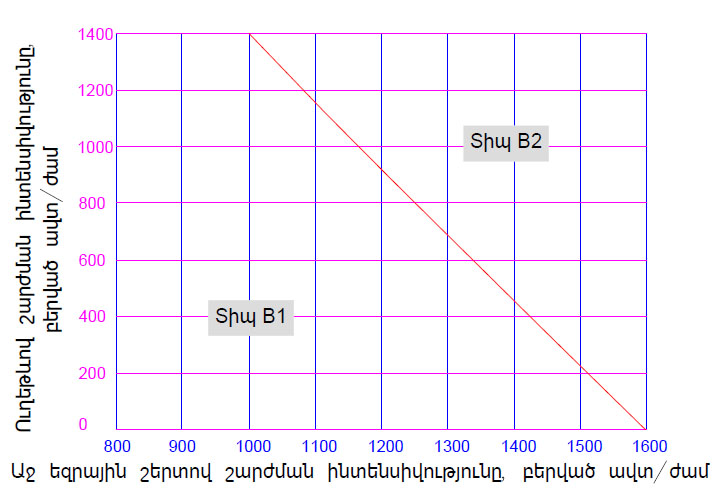 Ուղեթևով շարժման ինտենսիվությունը,
բերված ավտ/ժամ
1400
1200
1000
800
600
400
200
0
Տիպ B2
Տիպ B1
800 900 1000 1100 1200 1300 1400 1500 1600
Աջ եզրային շերտով շարժման ինտենսիվությունը, բերված ավտ/ժամ